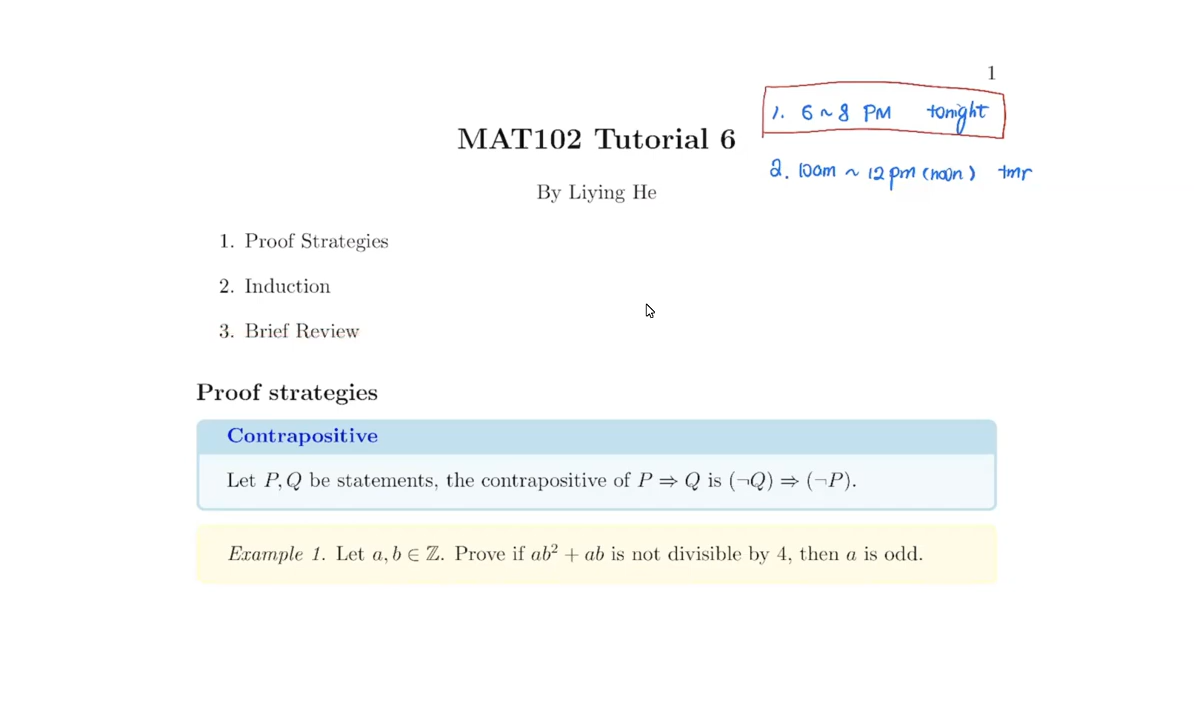 1
1. 6 ~ 8 PM tonight
MAT102 Tutorial 6
2. 10am ~ 12pm (noon) tmr
By Liying He
1. Proof Strategies
2. Induction
3. Brief Review
Proof strategies
Contrapositive
Let P, Q be statements, the contrapositive of P ⇒ Q is (¬Q) ⇒ (¬P).
Example 1. Let a, b ∈ ℤ. Prove if ab² + ab is not divisible by 4, then a is odd.